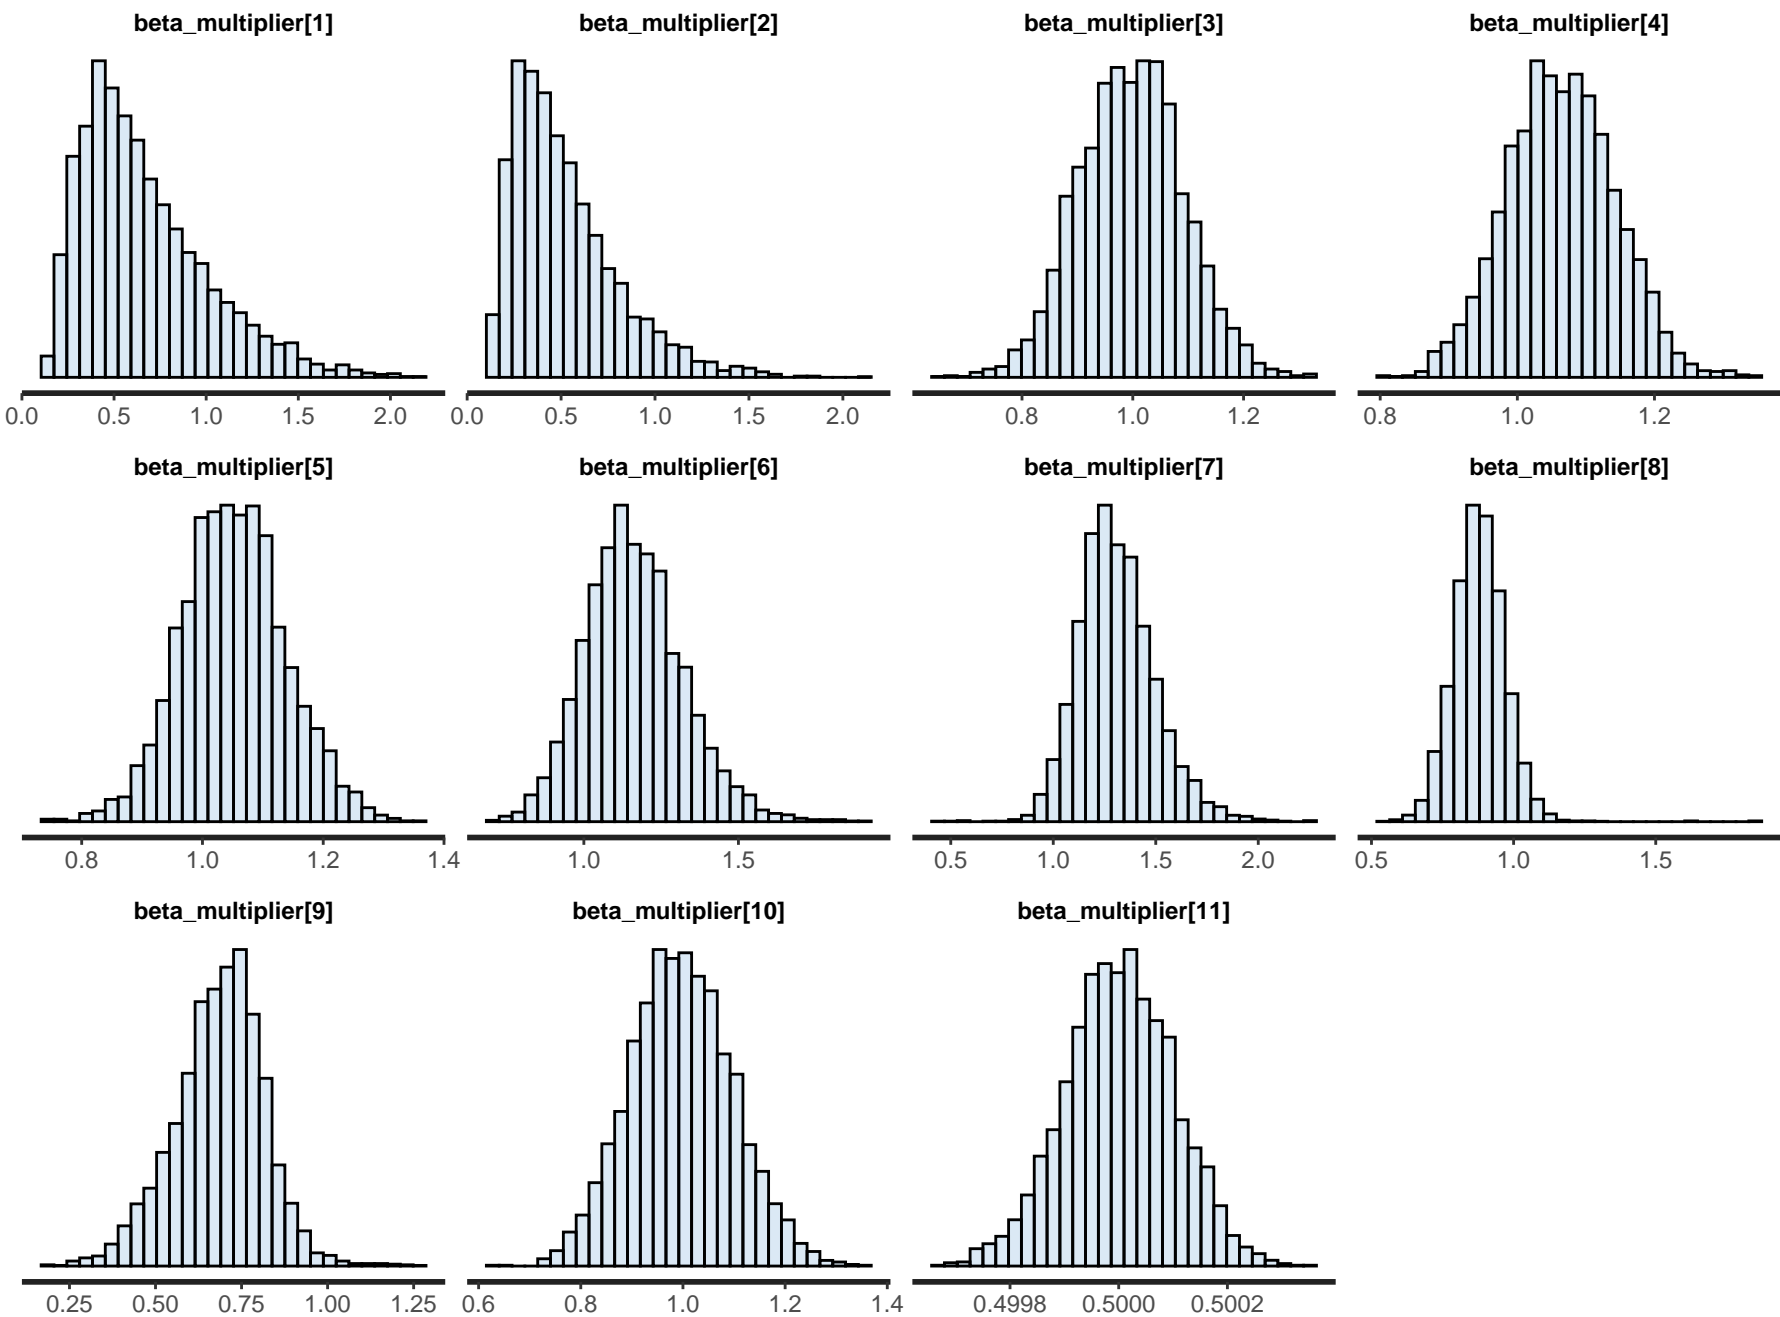 beta_multiplier[1] beta_multiplier[2] beta_multiplier[3] beta_multiplier[4]
0.0 0.5 1.0 1.5 2.0 0.0 0.5 1.0 1.5 2.0 0.8 1.0 1.2 0.8 1.0 1.2
beta_multiplier[5] beta_multiplier[6] beta_multiplier[7] beta_multiplier[8]
0.8 1.0 1.2 1.4 1.0 1.5 0.5 1.0 1.5 2.0 0.5 1.0 1.5
beta_multiplier[9] beta_multiplier[10] beta_multiplier[11]
0.25 0.50 0.75 1.00 1.25 0.6 0.8 1.0 1.2 1.4 0.4998 0.5000 0.5002